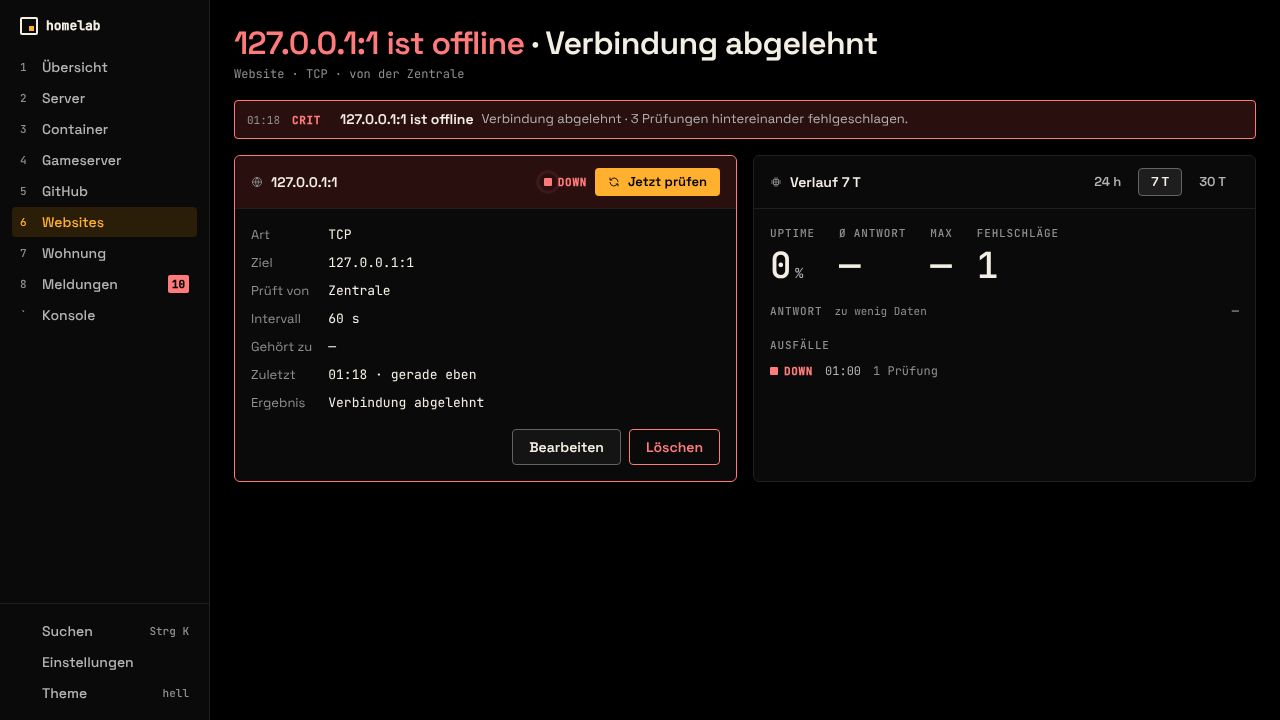 homelab
1 Übersicht
2 Server
3 Container
4 Gameserver
5 GitHub
6 Websites
7 Wohnung
8 Meldungen 10
` Konsole
Suchen Strg K
Einstellungen
Theme hell
127.0.0.1:1 ist offline · Verbindung abgelehnt
Website · TCP · von der Zentrale
01:18 CRIT 127.0.0.1:1 ist offline Verbindung abgelehnt · 3 Prüfungen hintereinander fehlgeschlagen.
127.0.0.1:1 DOWN Jetzt prüfen
Art TCP
Ziel 127.0.0.1:1
Prüft von Zentrale
Intervall 60 s
Gehört zu —
Zuletzt 01:18 · gerade eben
Ergebnis Verbindung abgelehnt
Bearbeiten Löschen
Verlauf 7 T 24 h 7 T 30 T
UPTIME Ø ANTWORT MAX FEHLSCHLÄGE
0 % — — 1
ANTWORT zu wenig Daten —
AUSFÄLLE
DOWN 01:00 1 Prüfung